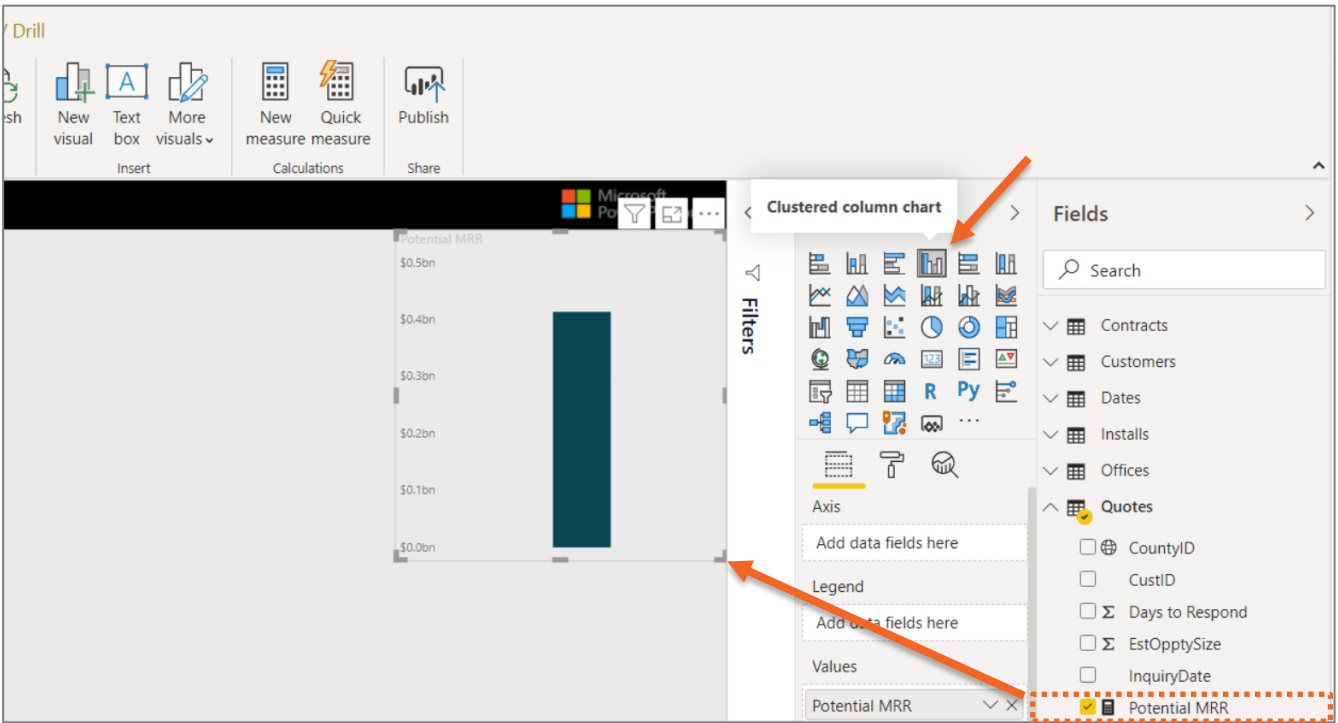 / Drill
esh
New visual
Text box
More visuals
New measure
Quick measure
Publish
Insert
Calculations
Share
Microsoft
Clustered column chart
Fields
Search
Filters
Potential MRR
$0.5bn
$0.4bn
$0.3bn
$0.2bn
$0.1bn
$0.0bn
123
R
Py
Axis
Add data fields here
Legend
Add data fields here
Values
Potential MRR
Contracts
Customers
Dates
Installs
Offices
Quotes
CountyID
CustID
Days to Respond
EstOpptySize
InquiryDate
Potential MRR